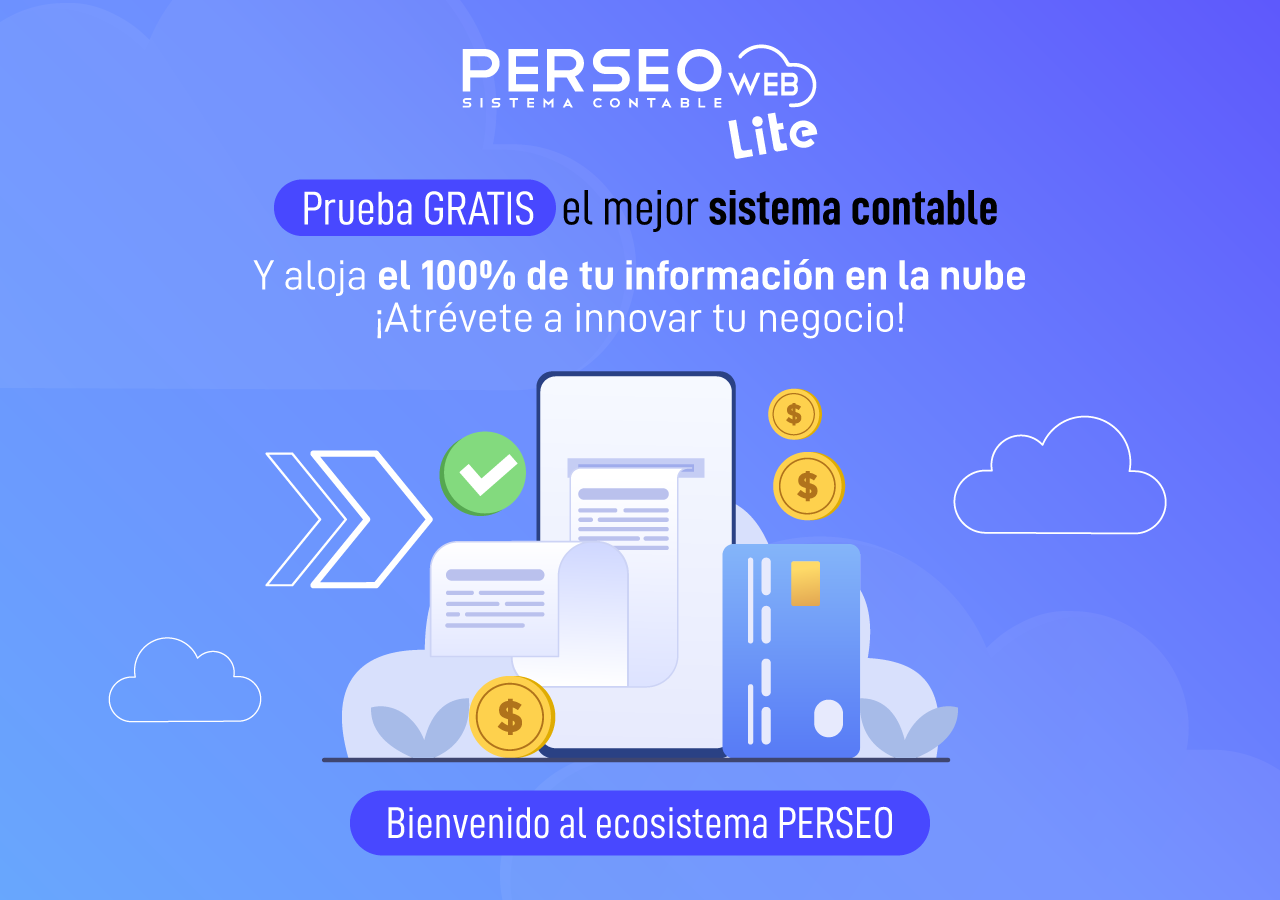 PERSEO WEB
SISTEMA CONTABLE
Lite
Prueba GRATIS el mejor sistema contable
Y aloja el 100% de tu información en la nube
¡Atrévete a innovar tu negocio!
$
$
$
Bienvenido al ecosistema PERSEO